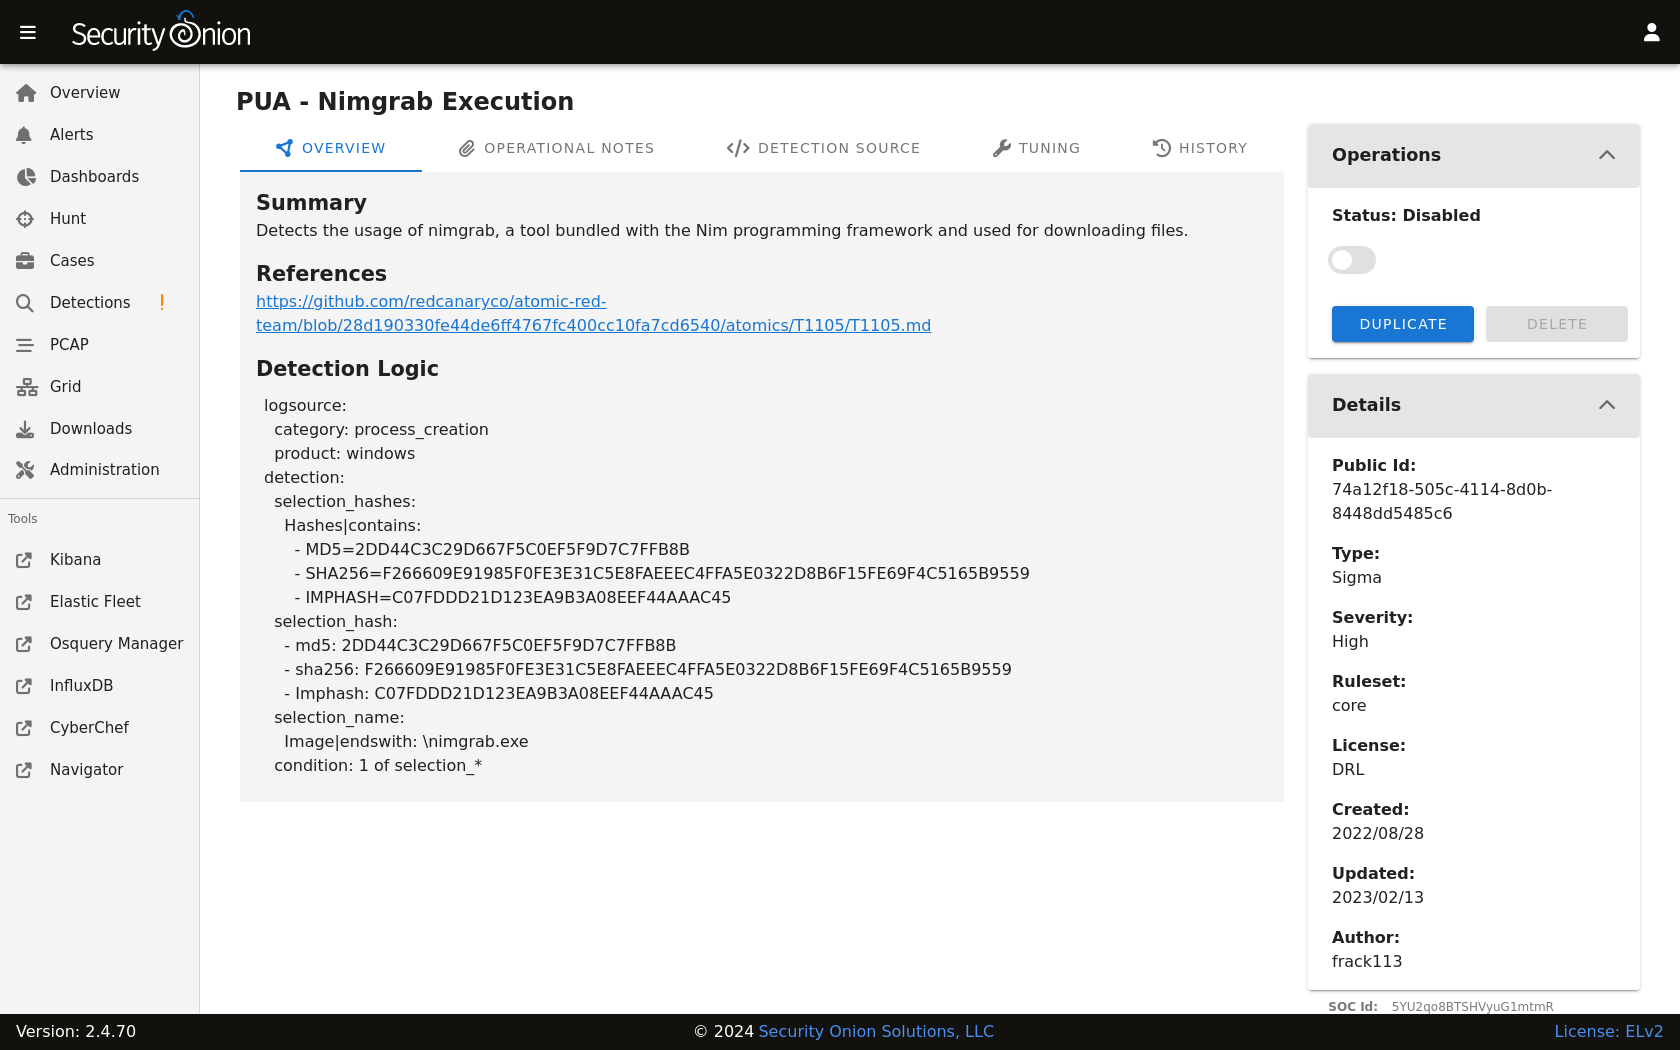 Security Onion
Overview
Alerts
Dashboards
Hunt
Cases
Detections !
PCAP
Grid
Downloads
Administration
Tools
Kibana
Elastic Fleet
Osquery Manager
InfluxDB
CyberChef
Navigator
PUA - Nimgrab Execution
OVERVIEW
OPERATIONAL NOTES
DETECTION SOURCE
TUNING
HISTORY
Summary
Detects the usage of nimgrab, a tool bundled with the Nim programming framework and used for downloading files.
References
https://github.com/redcanaryco/atomic-red-
team/blob/28d190330fe44de6ff4767fc400cc10fa7cd6540/atomics/T1105/T1105.md
Detection Logic
logsource:
category: process_creation
product: windows
detection:
selection_hashes:
Hashes|contains:
- MD5=2DD44C3C29D667F5C0EF5F9D7C7FFB8B
- SHA256=F266609E91985F0FE3E31C5E8FAEEEC4FFA5E0322D8B6F15FE69F4C5165B9559
- IMPHASH=C07FDDD21D123EA9B3A08EEF44AAAC45
selection_hash:
- md5: 2DD44C3C29D667F5C0EF5F9D7C7FFB8B
- sha256: F266609E91985F0FE3E31C5E8FAEEEC4FFA5E0322D8B6F15FE69F4C5165B9559
- Imphash: C07FDDD21D123EA9B3A08EEF44AAAC45
selection_name:
Image|endswith: \nimgrab.exe
condition: 1 of selection_*
Operations
Status: Disabled
DUPLICATE
DELETE
Details
Public Id:
74a12f18-505c-4114-8d0b-
8448dd5485c6
Type:
Sigma
Severity:
High
Ruleset:
core
License:
DRL
Created:
2022/08/28
Updated:
2023/02/13
Author:
frack113
SOC Id: 5YU2qo8BTSHVyuG1mtmR
Version: 2.4.70
© 2024 Security Onion Solutions, LLC
License: ELv2